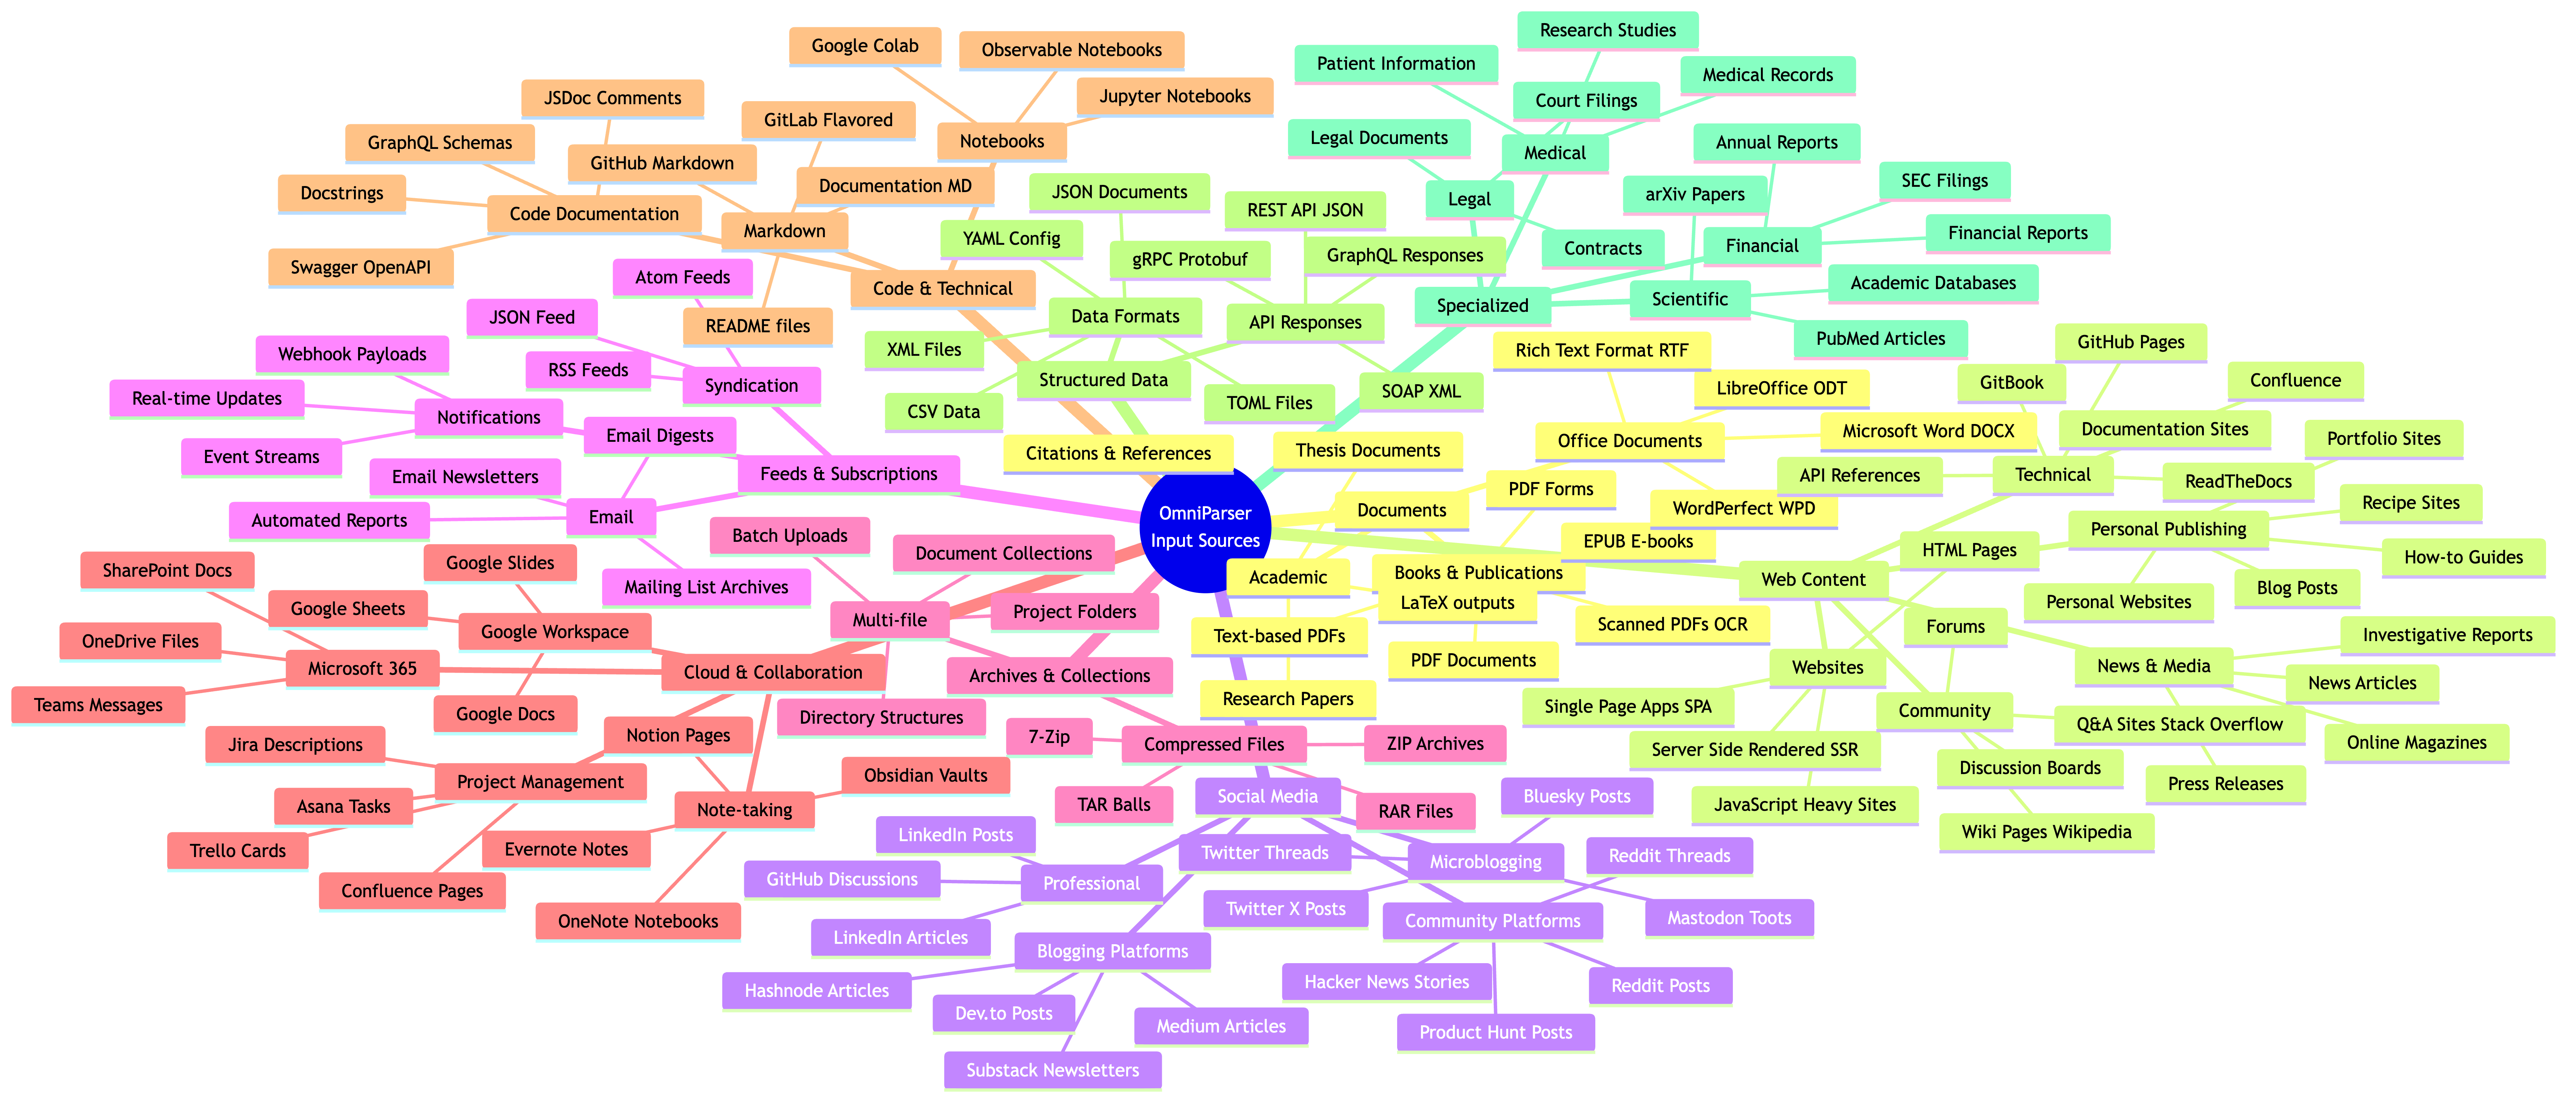 Research Studies
Google Colab
Observable Notebooks
Patient Information
Medical Records
JSDoc Comments
Jupyter Notebooks
Court Filings
GitLab Flavored
GraphQL Schemas
Notebooks
Legal Documents
Medical
Annual Reports
GitHub Markdown
Docstrings
Documentation MD
JSON Documents
arXiv Papers
SEC Filings
Code Documentation
Markdown
REST API JSON
Legal
Contracts
Financial
Financial Reports
YAML Config
gRPC Protobuf
GraphQL Responses
Swagger OpenAPI
Atom Feeds
Code & Technical
Specialized
Scientific
Academic Databases
JSON Feed
README files
Data Formats
API Responses
PubMed Articles
Webhook Payloads
XML Files
Rich Text Format RTF
GitHub Pages
RSS Feeds
Syndication
Structured Data
SOAP XML
LibreOffice ODT
GitBook
Confluence
Real-time Updates
Notifications
CSV Data
TOML Files
Email Digests
Citations & References
Thesis Documents
Office Documents
Microsoft Word DOCX
Documentation Sites
Portfolio Sites
Event Streams
Email Newsletters
Feeds & Subscriptions
PDF Forms
API References
Technical
ReadTheDocs
Automated Reports
Email
OmniParser
Input Sources
Documents
WordPerfect WPD
Personal Publishing
Recipe Sites
Batch Uploads
Document Collections
EPUB E-books
HTML Pages
How-to Guides
SharePoint Docs
Google Slides
Mailing List Archives
Academic
Books & Publications
Web Content
Blog Posts
Google Sheets
Multi-file
Project Folders
LaTeX outputs
Personal Websites
OneDrive Files
Google Workspace
Text-based PDFs
Scanned PDFs OCR
Forums
Investigative Reports
Microsoft 365
Cloud & Collaboration
Archives & Collections
PDF Documents
Websites
News & Media
News Articles
Teams Messages
Google Docs
Directory Structures
Research Papers
Single Page Apps SPA
Community
Q&A Sites Stack Overflow
Jira Descriptions
Notion Pages
7-Zip
Compressed Files
ZIP Archives
Server Side Rendered SSR
Online Magazines
Project Management
Obsidian Vaults
Discussion Boards
Press Releases
Asana Tasks
Note-taking
TAR Balls
Social Media
RAR Files
Bluesky Posts
JavaScript Heavy Sites
Trello Cards
Evernote Notes
LinkedIn Posts
Twitter Threads
Microblogging
Reddit Threads
Wiki Pages Wikipedia
Confluence Pages
GitHub Discussions
Professional
Twitter X Posts
Community Platforms
Mastodon Toots
OneNote Notebooks
LinkedIn Articles
Blogging Platforms
Hashnode Articles
Hacker News Stories
Reddit Posts
Dev.to Posts
Medium Articles
Product Hunt Posts
Substack Newsletters